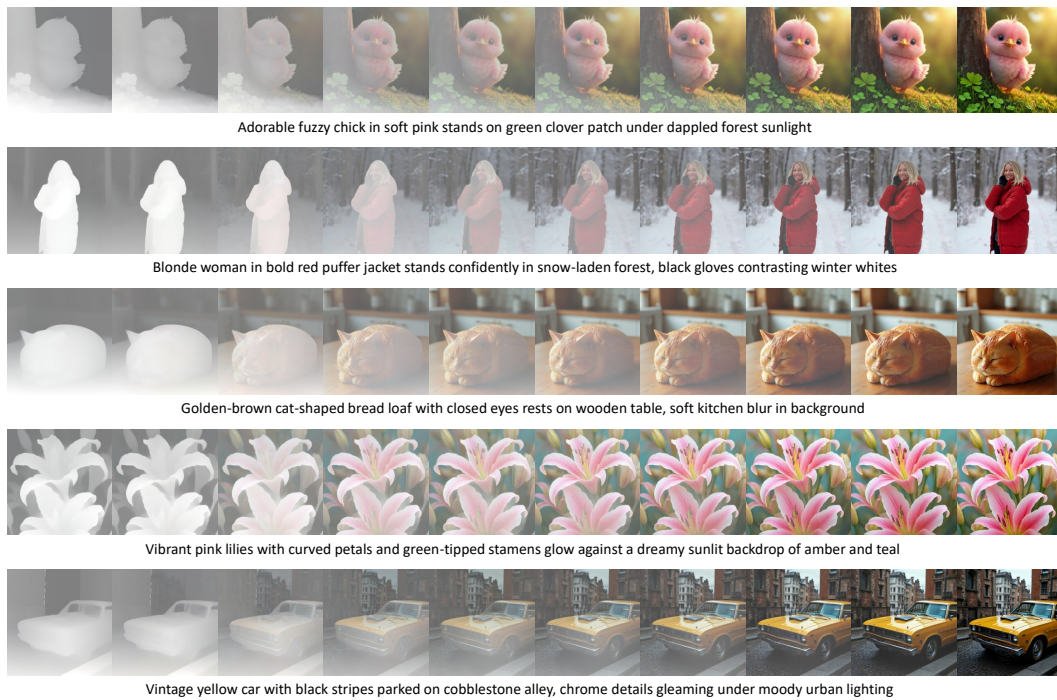 Adorable fuzzy chick in soft pink stands on green clover patch under dappled forest sunlight
Blonde woman in bold red puffer jacket stands confidently in snow-laden forest, black gloves contrasting winter whites
Golden-brown cat-shaped bread loaf with closed eyes rests on wooden table, soft kitchen blur in background
Vibrant pink lilies with curved petals and green-tipped stamens glow against a dreamy sunlit backdrop of amber and teal
Vintage yellow car with black stripes parked on cobblestone alley, chrome details gleaming under moody urban lighting